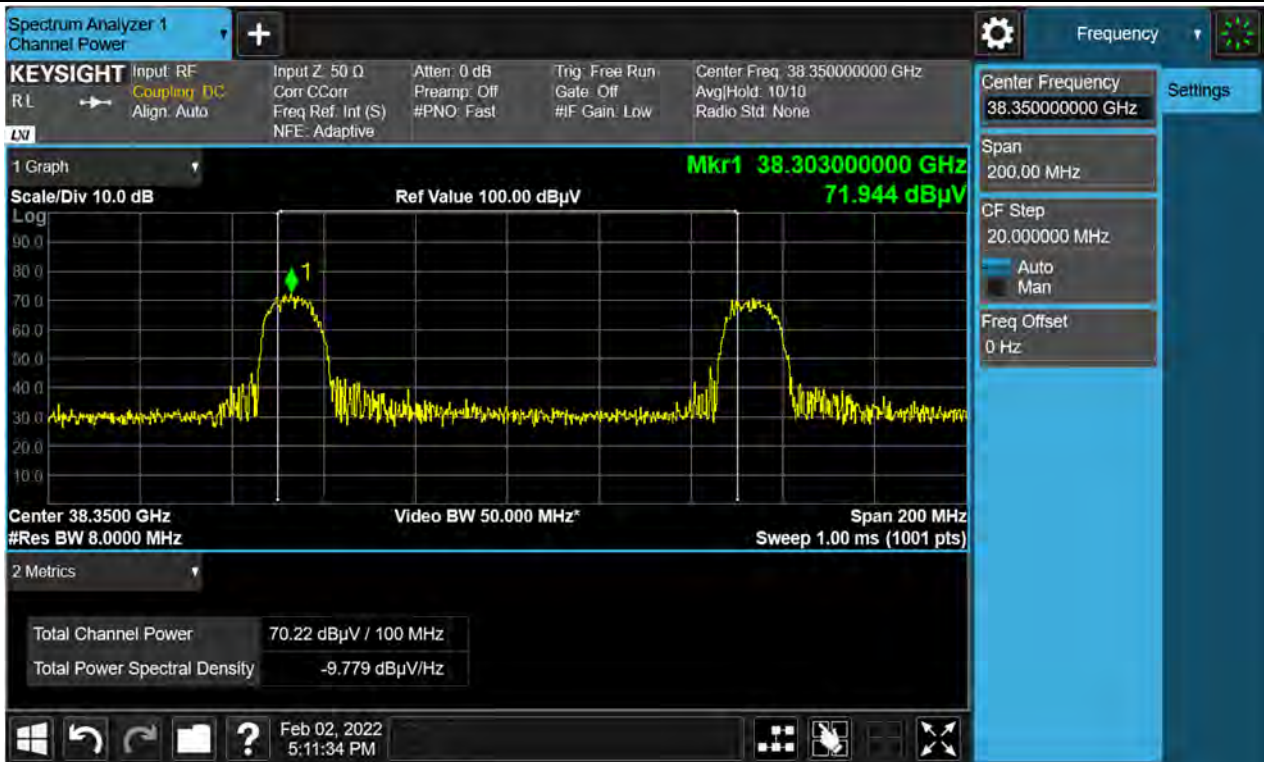 Spectrum Analyzer 1
Channel Power
+
Frequency
KEYSIGHT
RL
LXI
Input: RF
Coupling: DC
Align: Auto
Input Z: 50 Ω
Corr CCorr
Freq Ref: Int (S)
NFE: Adaptive
Atten: 0 dB
Preamp: Off
#PNO: Fast
Trig: Free Run
Gate: Off
#IF Gain: Low
Center Freq: 38.350000000 GHz
Avg|Hold: 10/10
Radio Std: None
Center Frequency
38.350000000 GHz
Settings
Span
200.00 MHz
CF Step
20.000000 MHz
Auto
Man
Freq Offset
0 Hz
1 Graph
Mkr1 38.303000000 GHz
71.944 dBµV
Scale/Div 10.0 dB
Ref Value 100.00 dBµV
Log
90.0
80.0
1
70.0
60.0
50.0
40.0
30.0
20.0
10.0
Center 38.3500 GHz
Video BW 50.000 MHz*
Span 200 MHz
#Res BW 8.0000 MHz
Sweep 1.00 ms (1001 pts)
2 Metrics
Total Channel Power 70.22 dBµV / 100 MHz
Total Power Spectral Density -9.779 dBµV/Hz
?
Feb 02, 2022
5:11:34 PM